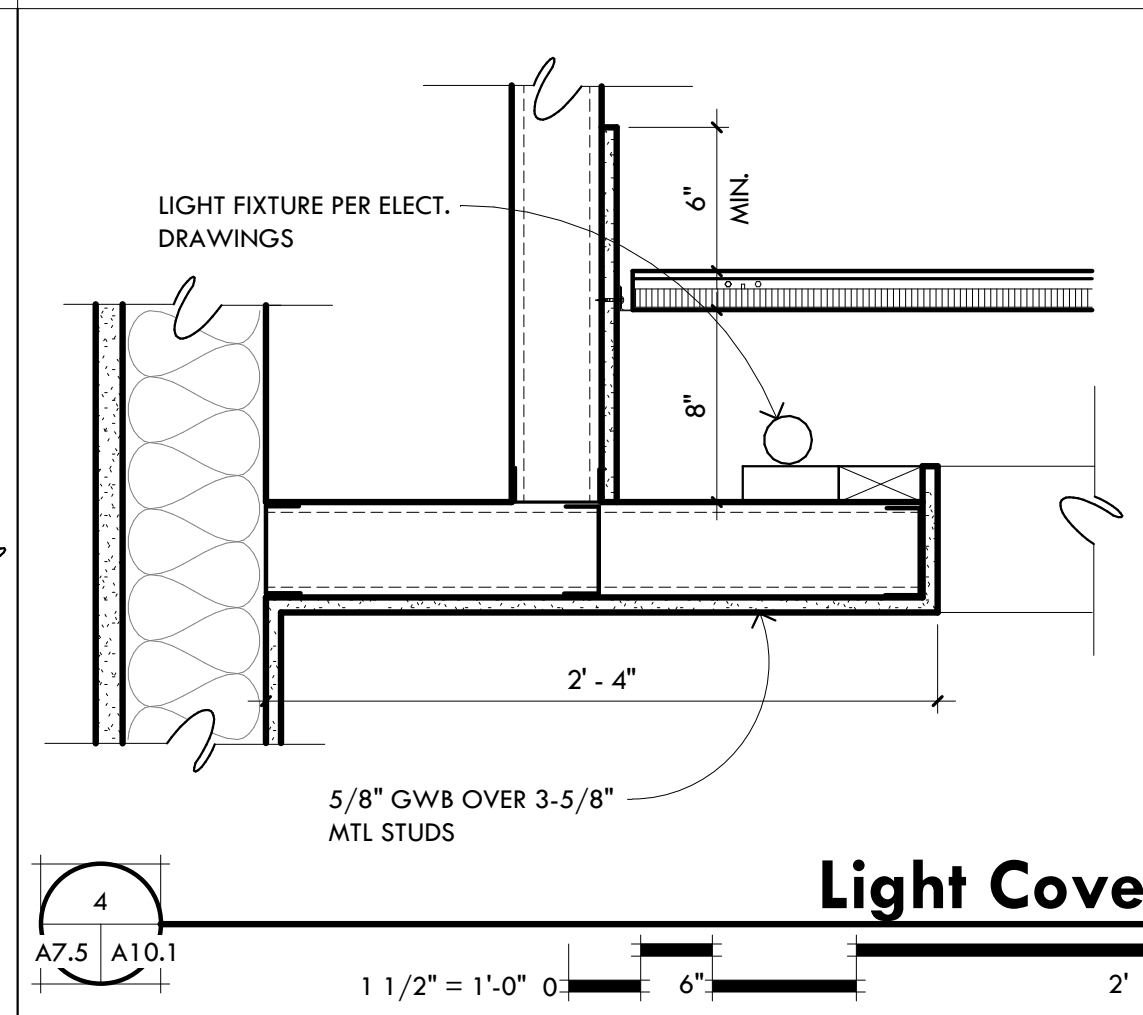 LIGHT FIXTURE PER ELECT.
DRAWINGS
6"
MIN.
8"
2' - 4"
5/8" GWB OVER 3-5/8"
MTL STUDS
Light Cove
4
A7.5 A10.1
1 1/2" = 1'-0" 0 6" 2'